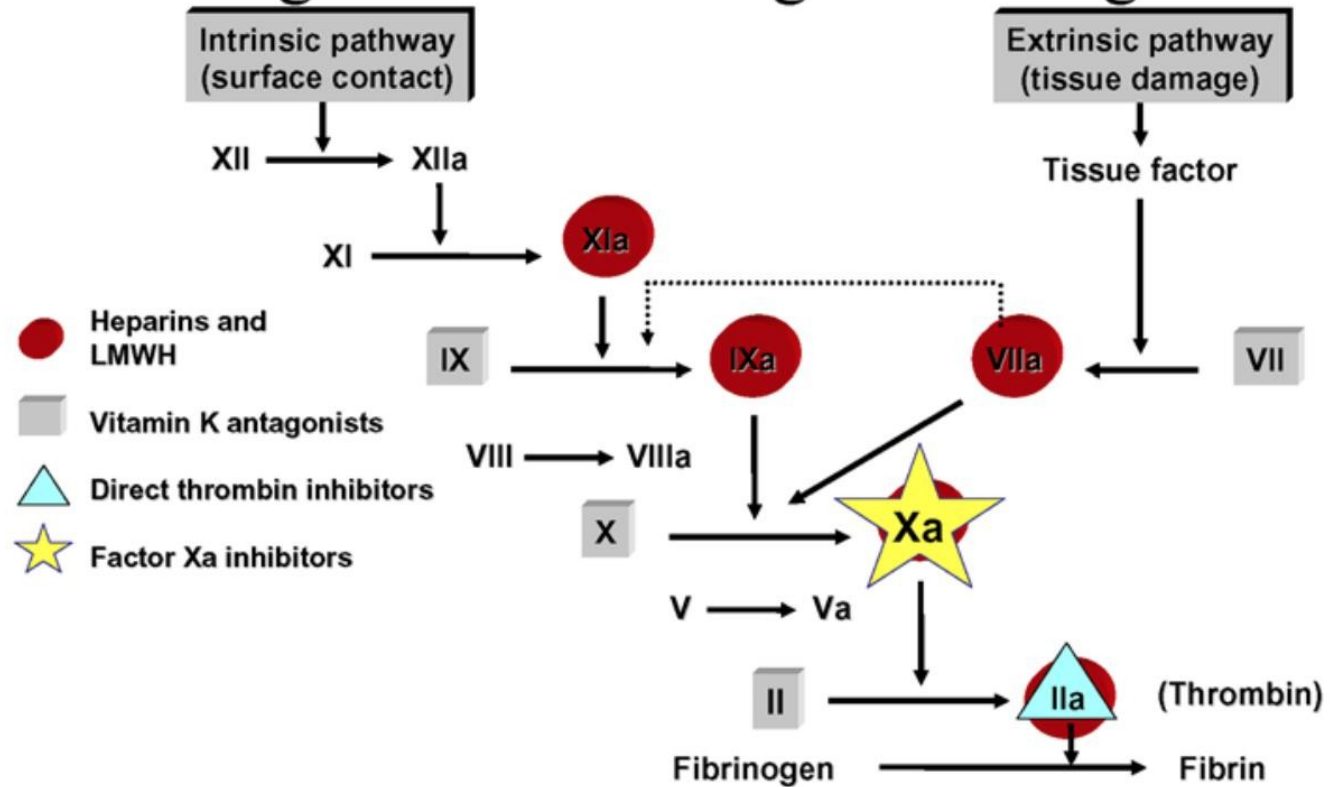 Intrinsic pathway
(surface contact)
Extrinsic pathway
(tissue damage)
XII
XIIa
Tissue factor
XI
XIa
Heparins and
LMWH
IX
IXa
VIIa
VII
Vitamin K antagonists
VIII
VIIIa
Direct thrombin inhibitors
X
Xa
Factor Xa inhibitors
V
Va
II
IIa
(Thrombin)
Fibrinogen
Fibrin